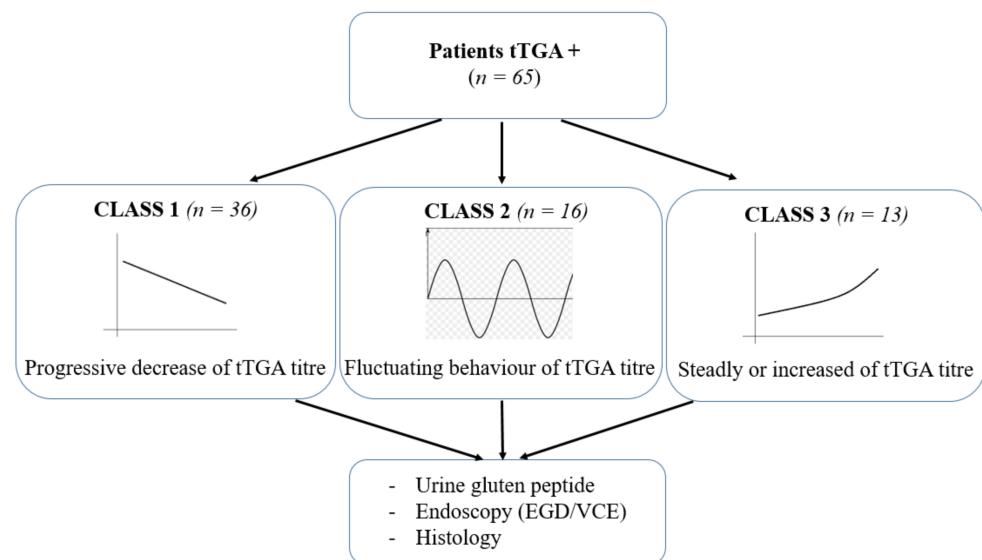 Patients tTGA +
(n = 65)
CLASS 1 (n = 36)
Progressive decrease of tTGA titre
CLASS 2 (n = 16)
Fluctuating behaviour of tTGA titre
CLASS 3 (n = 13)
Steadily or increased of tTGA titre
- Urine gluten peptide
- Endoscopy (EGD/VCE)
- Histology